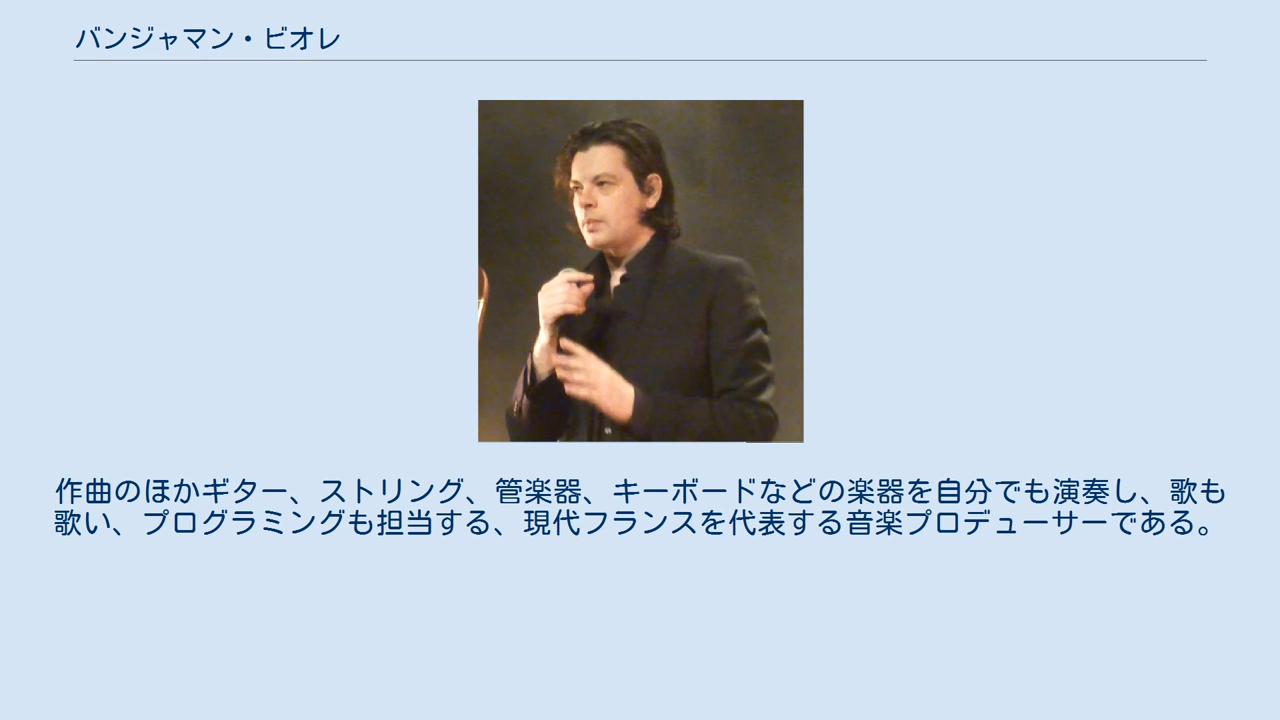 バンジャマン・ビオレ
作曲のほかギター、ストリング、管楽器、キーボードなどの楽器を自分でも演奏し、歌も
歌い、プログラミングも担当する、現代フランスを代表する音楽プロデューサーである。